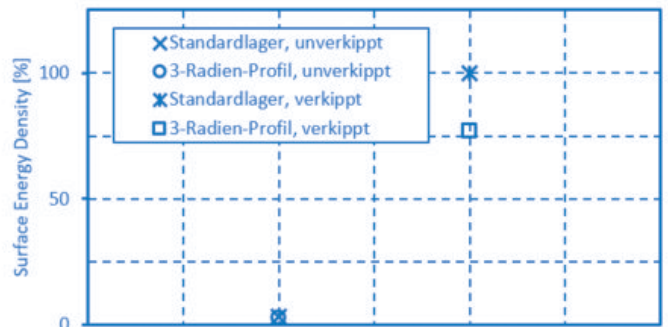 Surface Energy Density [%]
100
50
0
Standardlager, unverkippt
3-Radien-Profil, unverkippt
Standardlager, verkippt
3-Radien-Profil, verkippt